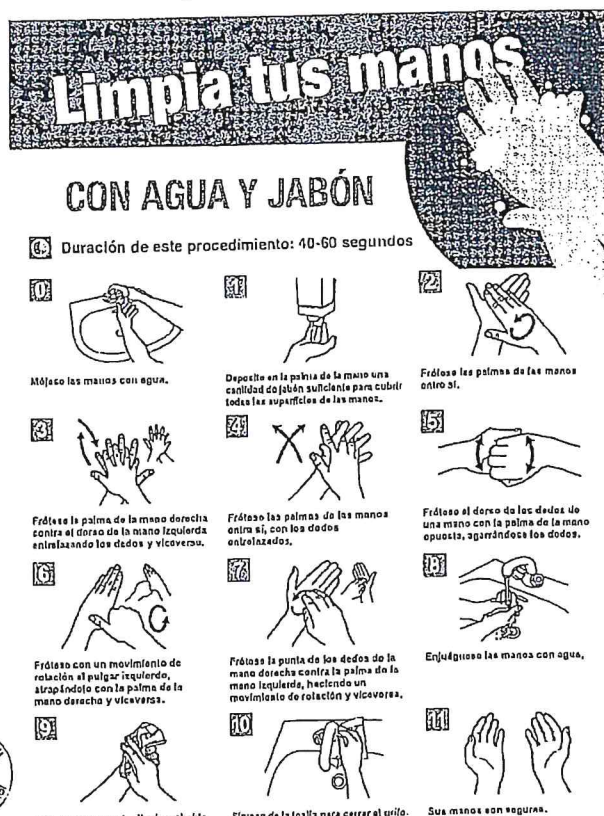 Limpia tus manos
CON AGUA Y JABÓN
Duración de este procedimiento: 40-60 segundos
0
Mójese las manos con agua.
1
Deposite en la palma de la mano una
cantidad de jabón suficiente para cubrir
todas las superficies de las manos.
2
Frótese las palmas de las manos
entre sí.
3
Frótese la palma de la mano derecha
contra el dorso de la mano izquierda
entrelazando los dedos y viceversa.
4
Frótese las palmas de las manos
entre sí, con los dedos
entrelazados.
5
Frótese el dorso de los dedos de
una mano con la palma de la mano
opuesta, agarrándose los dedos.
6
Frótese con un movimiento de
rotación el pulgar izquierdo,
atrapándolo con la palma de la
mano derecha y viceversa.
7
Frótese la punta de los dedos de la
mano derecha contra la palma de la
mano izquierda, haciendo un
movimiento de rotación y viceversa.
8
Enjuáguese las manos con agua.
9
10
de la toalla para cerrar el grifo.
11
Sus manos son seguras.